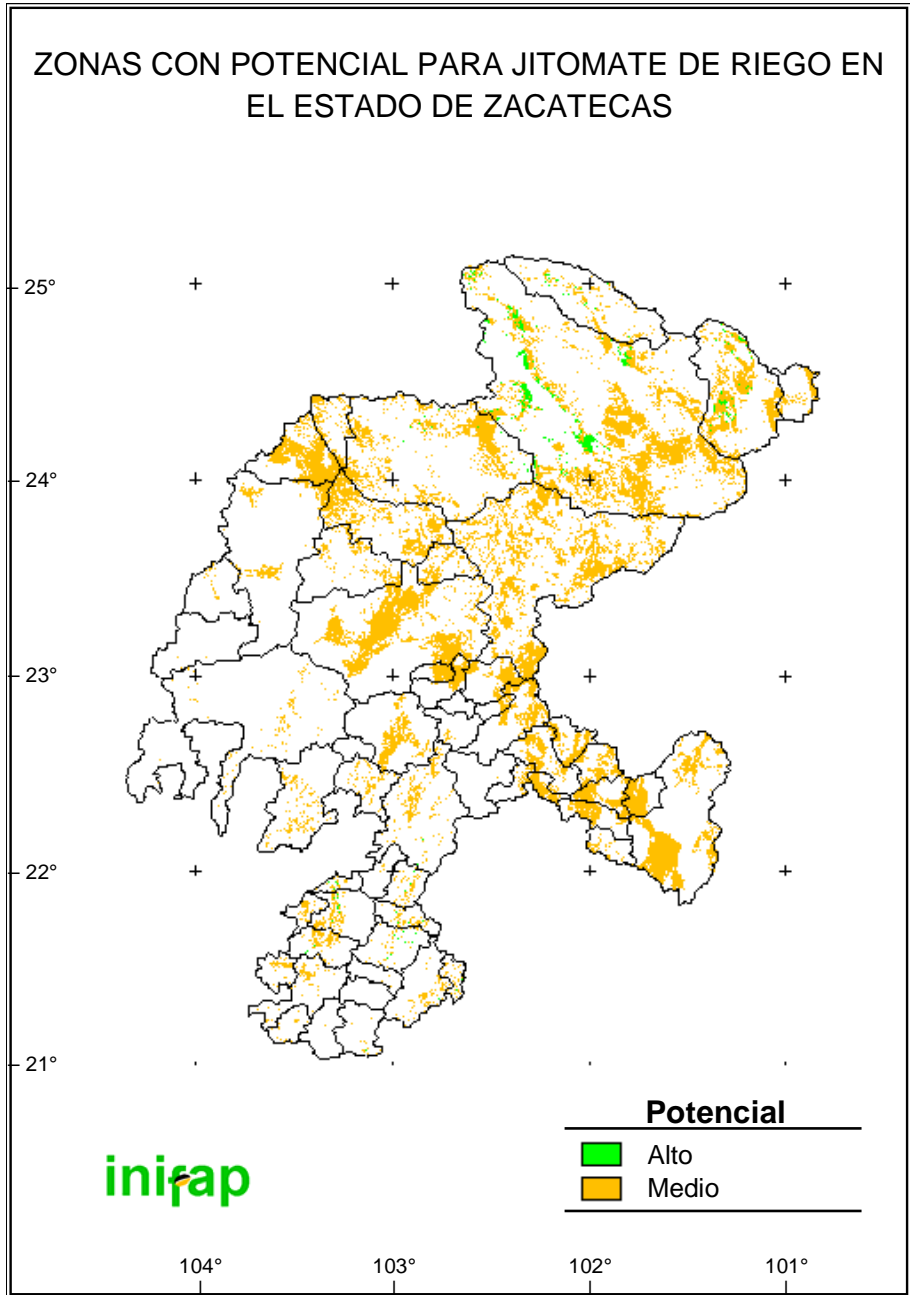 ZONAS CON POTENCIAL PARA JITOMATE DE RIEGO EN
EL ESTADO DE ZACATECAS
25°
24°
23°
22°
21°
Potencial
Alto
Medio
inifap
104°
103°
102°
101°